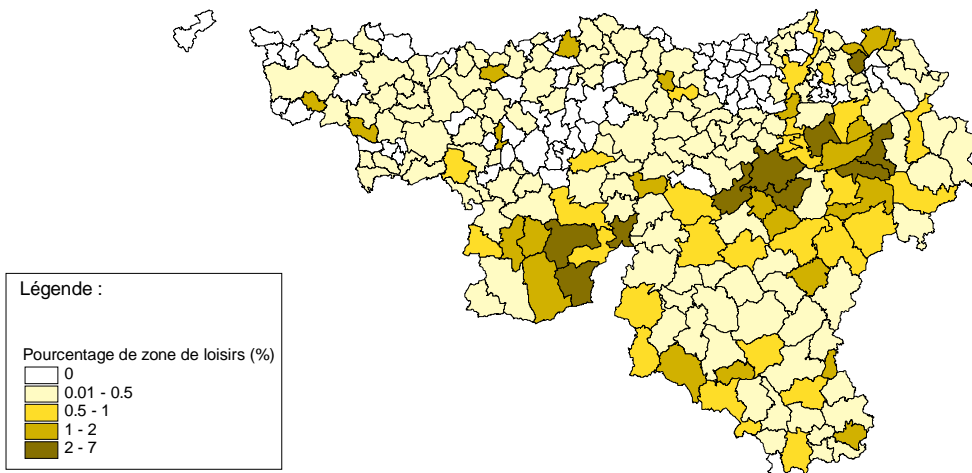 Légende :
Pourcentage de zone de loisirs (%)
0
0.01 - 0.5
0.5 - 1
1 - 2
2 - 7